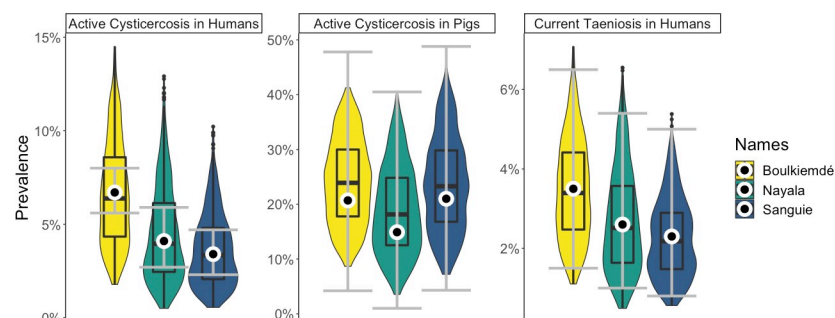 Active Cysticercosis in Humans
Active Cysticercosis in Pigs
Current Taeniosis in Humans
Prevalence
15%
10%
5%
0%
50%
40%
30%
20%
10%
0%
6%
4%
2%
Names
Boulkiemdé
Nayala
Sanguie